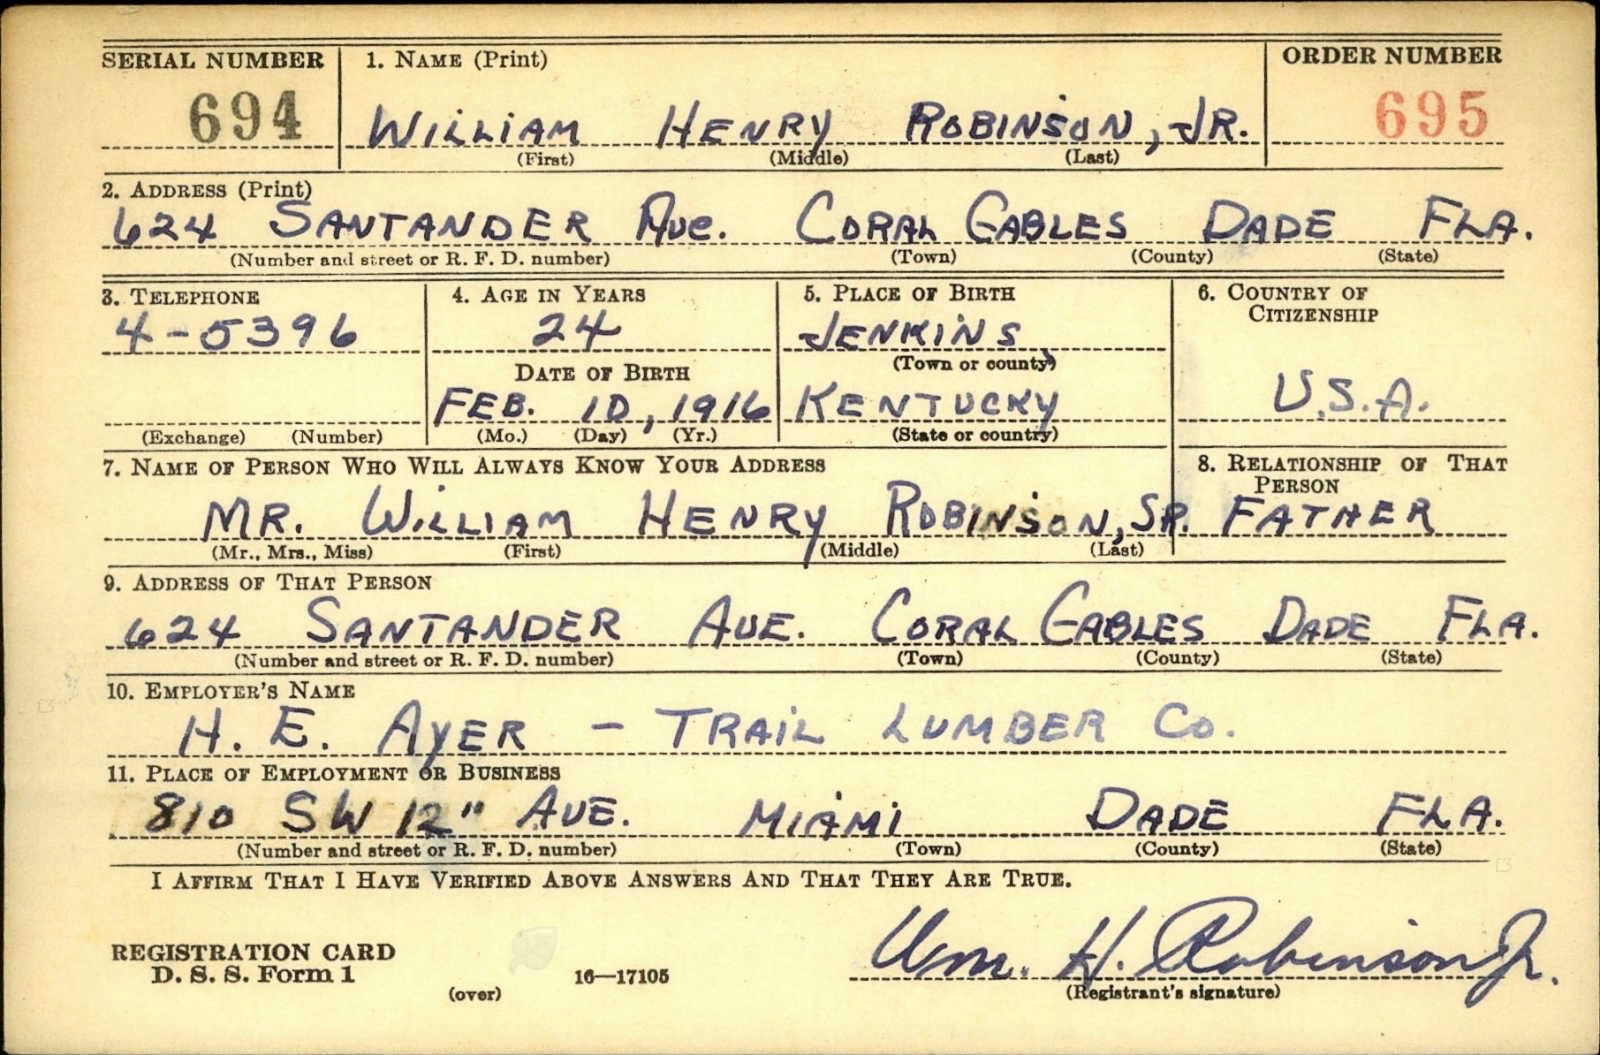 SERIAL NUMBER 1. NAME (Print) ORDER NUMBER
694 WILLIAM HENRY ROBINSON, JR. 695
(First) (Middle) (Last)
2. ADDRESS (Print)
624 SANTANDER AVE. CORAL GABLES DADE FLA.
(Number and street or R. F. D. number) (Town) (County) (State)
3. TELEPHONE 4. AGE IN YEARS 5. PLACE OF BIRTH 6. COUNTRY OF
CITIZENSHIP
4-5396 24 JENKINS
(Town or county)
DATE OF BIRTH
FEB. 10, 1916 KENTUCKY U.S.A.
(Exchange) (Number) (Mo.) (Day) (Yr.) (State or country)
7. NAME OF PERSON WHO WILL ALWAYS KNOW YOUR ADDRESS 8. RELATIONSHIP OF THAT
PERSON
MR. WILLIAM HENRY ROBINSON, SR. FATHER
(Mr., Mrs., Miss) (First) (Middle) (Last)
9. ADDRESS OF THAT PERSON
624 SANTANDER AVE. CORAL GABLES DADE FLA.
(Number and street or R. F. D. number) (Town) (County) (State)
10. EMPLOYER'S NAME
H. E. AYER - TRAIL LUMBER CO.
11. PLACE OF EMPLOYMENT OR BUSINESS
810 SW 12" AVE. MIAMI DADE FLA.
(Number and street or R. F. D. number) (Town) (County) (State)
I AFFIRM THAT I HAVE VERIFIED ABOVE ANSWERS AND THAT THEY ARE TRUE.
Wm. H. Robinson Jr.
REGISTRATION CARD
D. S. S. Form 1 16—17105
(over) (Registrant's signature)